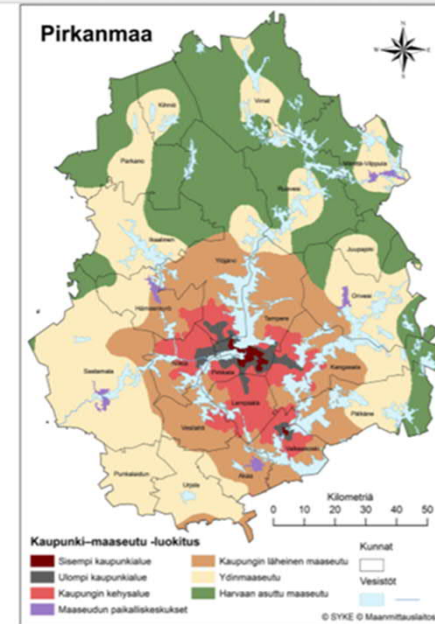 Pirkanmaa
N
W E
S
Kihniö
Virrat
Mänttä-Vilppula
Parkano
Ruovesi
Ikaalinen
Juupajoki
Ylöjärvi
Orivesi
Hämeenkyrö
Tampere
Nokia
Kangasala
Sastamala
Pirkkala
Lempäälä
Pälkäne
Vesilahti
Valkeakoski
Punkalaidun
Akaa
Urjala
Kilometriä
0 10 20 30 40 50
Kaupunki–maaseutu -luokitus
Sisempi kaupunkialue
Ulompi kaupunkialue
Kaupungin kehysalue
Maaseudun paikalliskeskukset
Kaupungin läheinen maaseutu
Ydinmaaseutu
Harvaan asuttu maaseutu
Kunnat
Vesistöt
© SYKE © Maanmittauslaitos